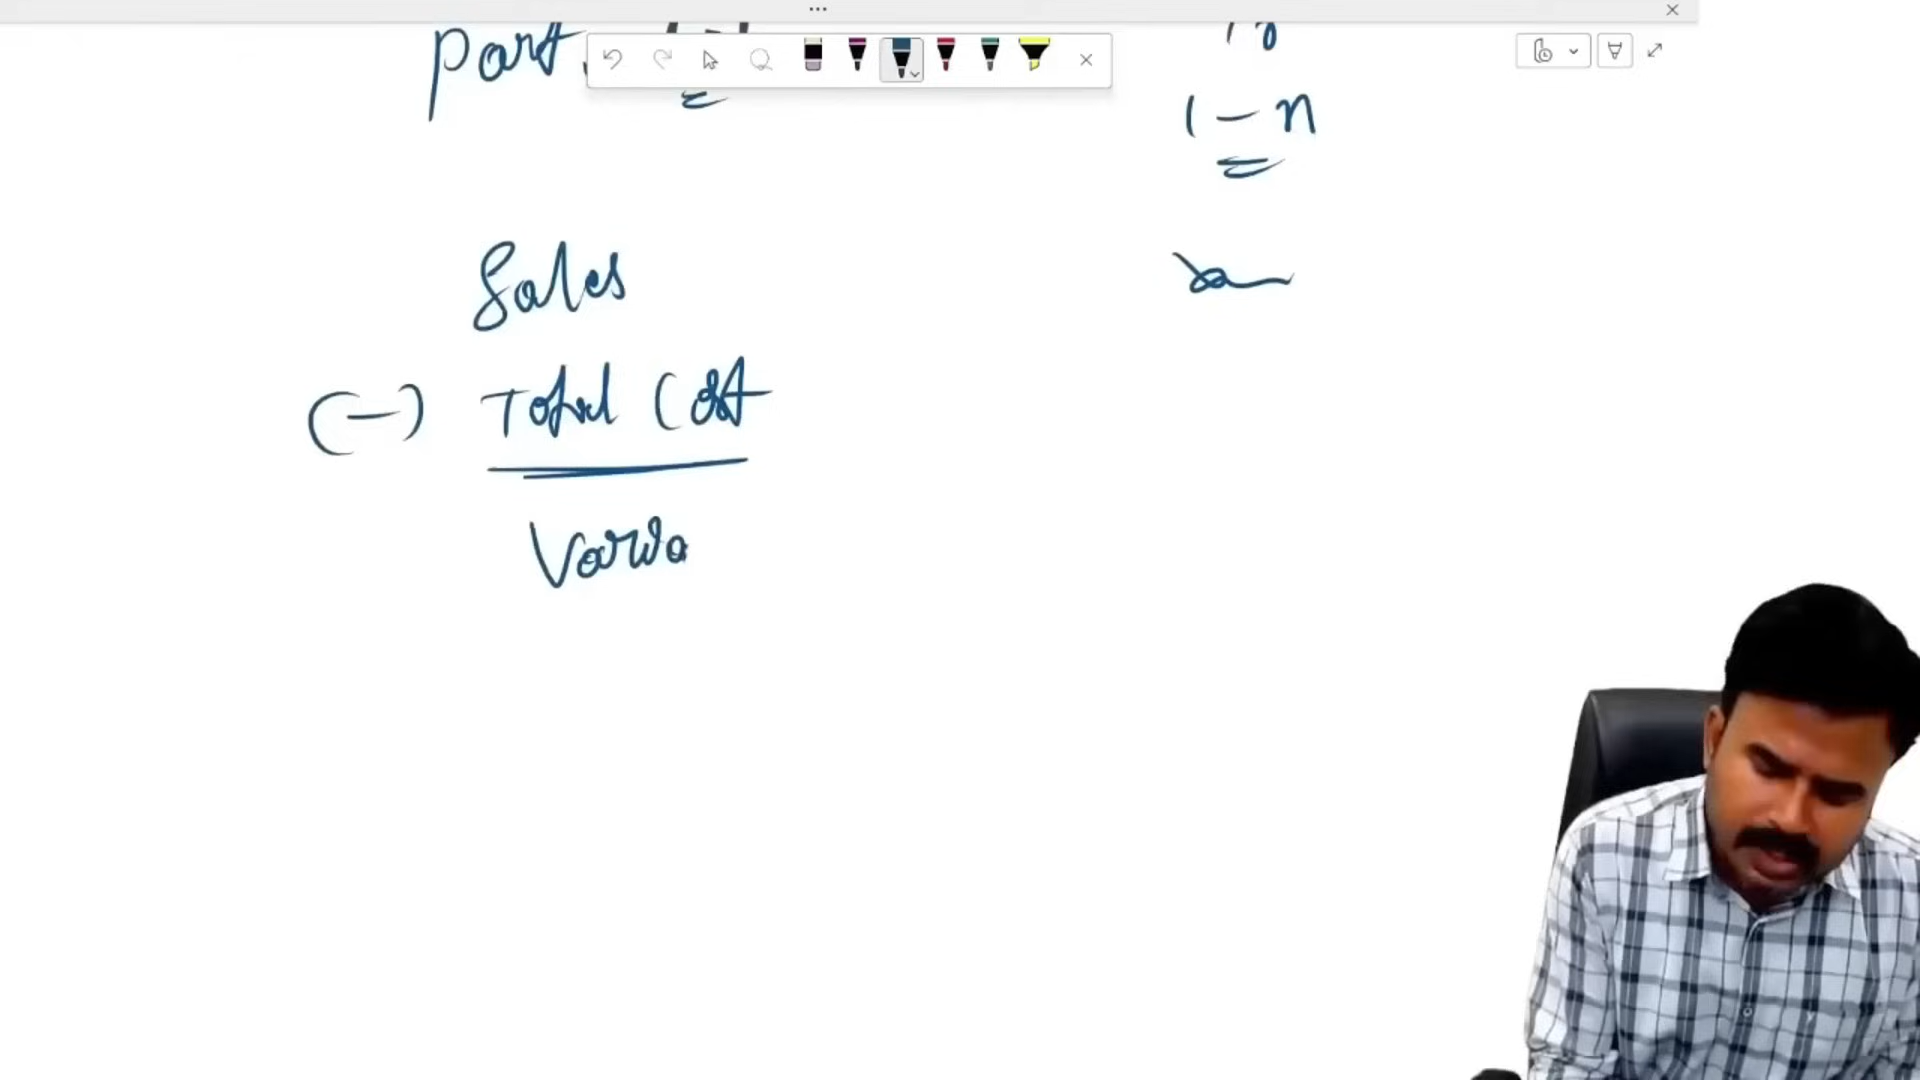 Part.
1 - n
Sales
(-) Total Cost
Varia